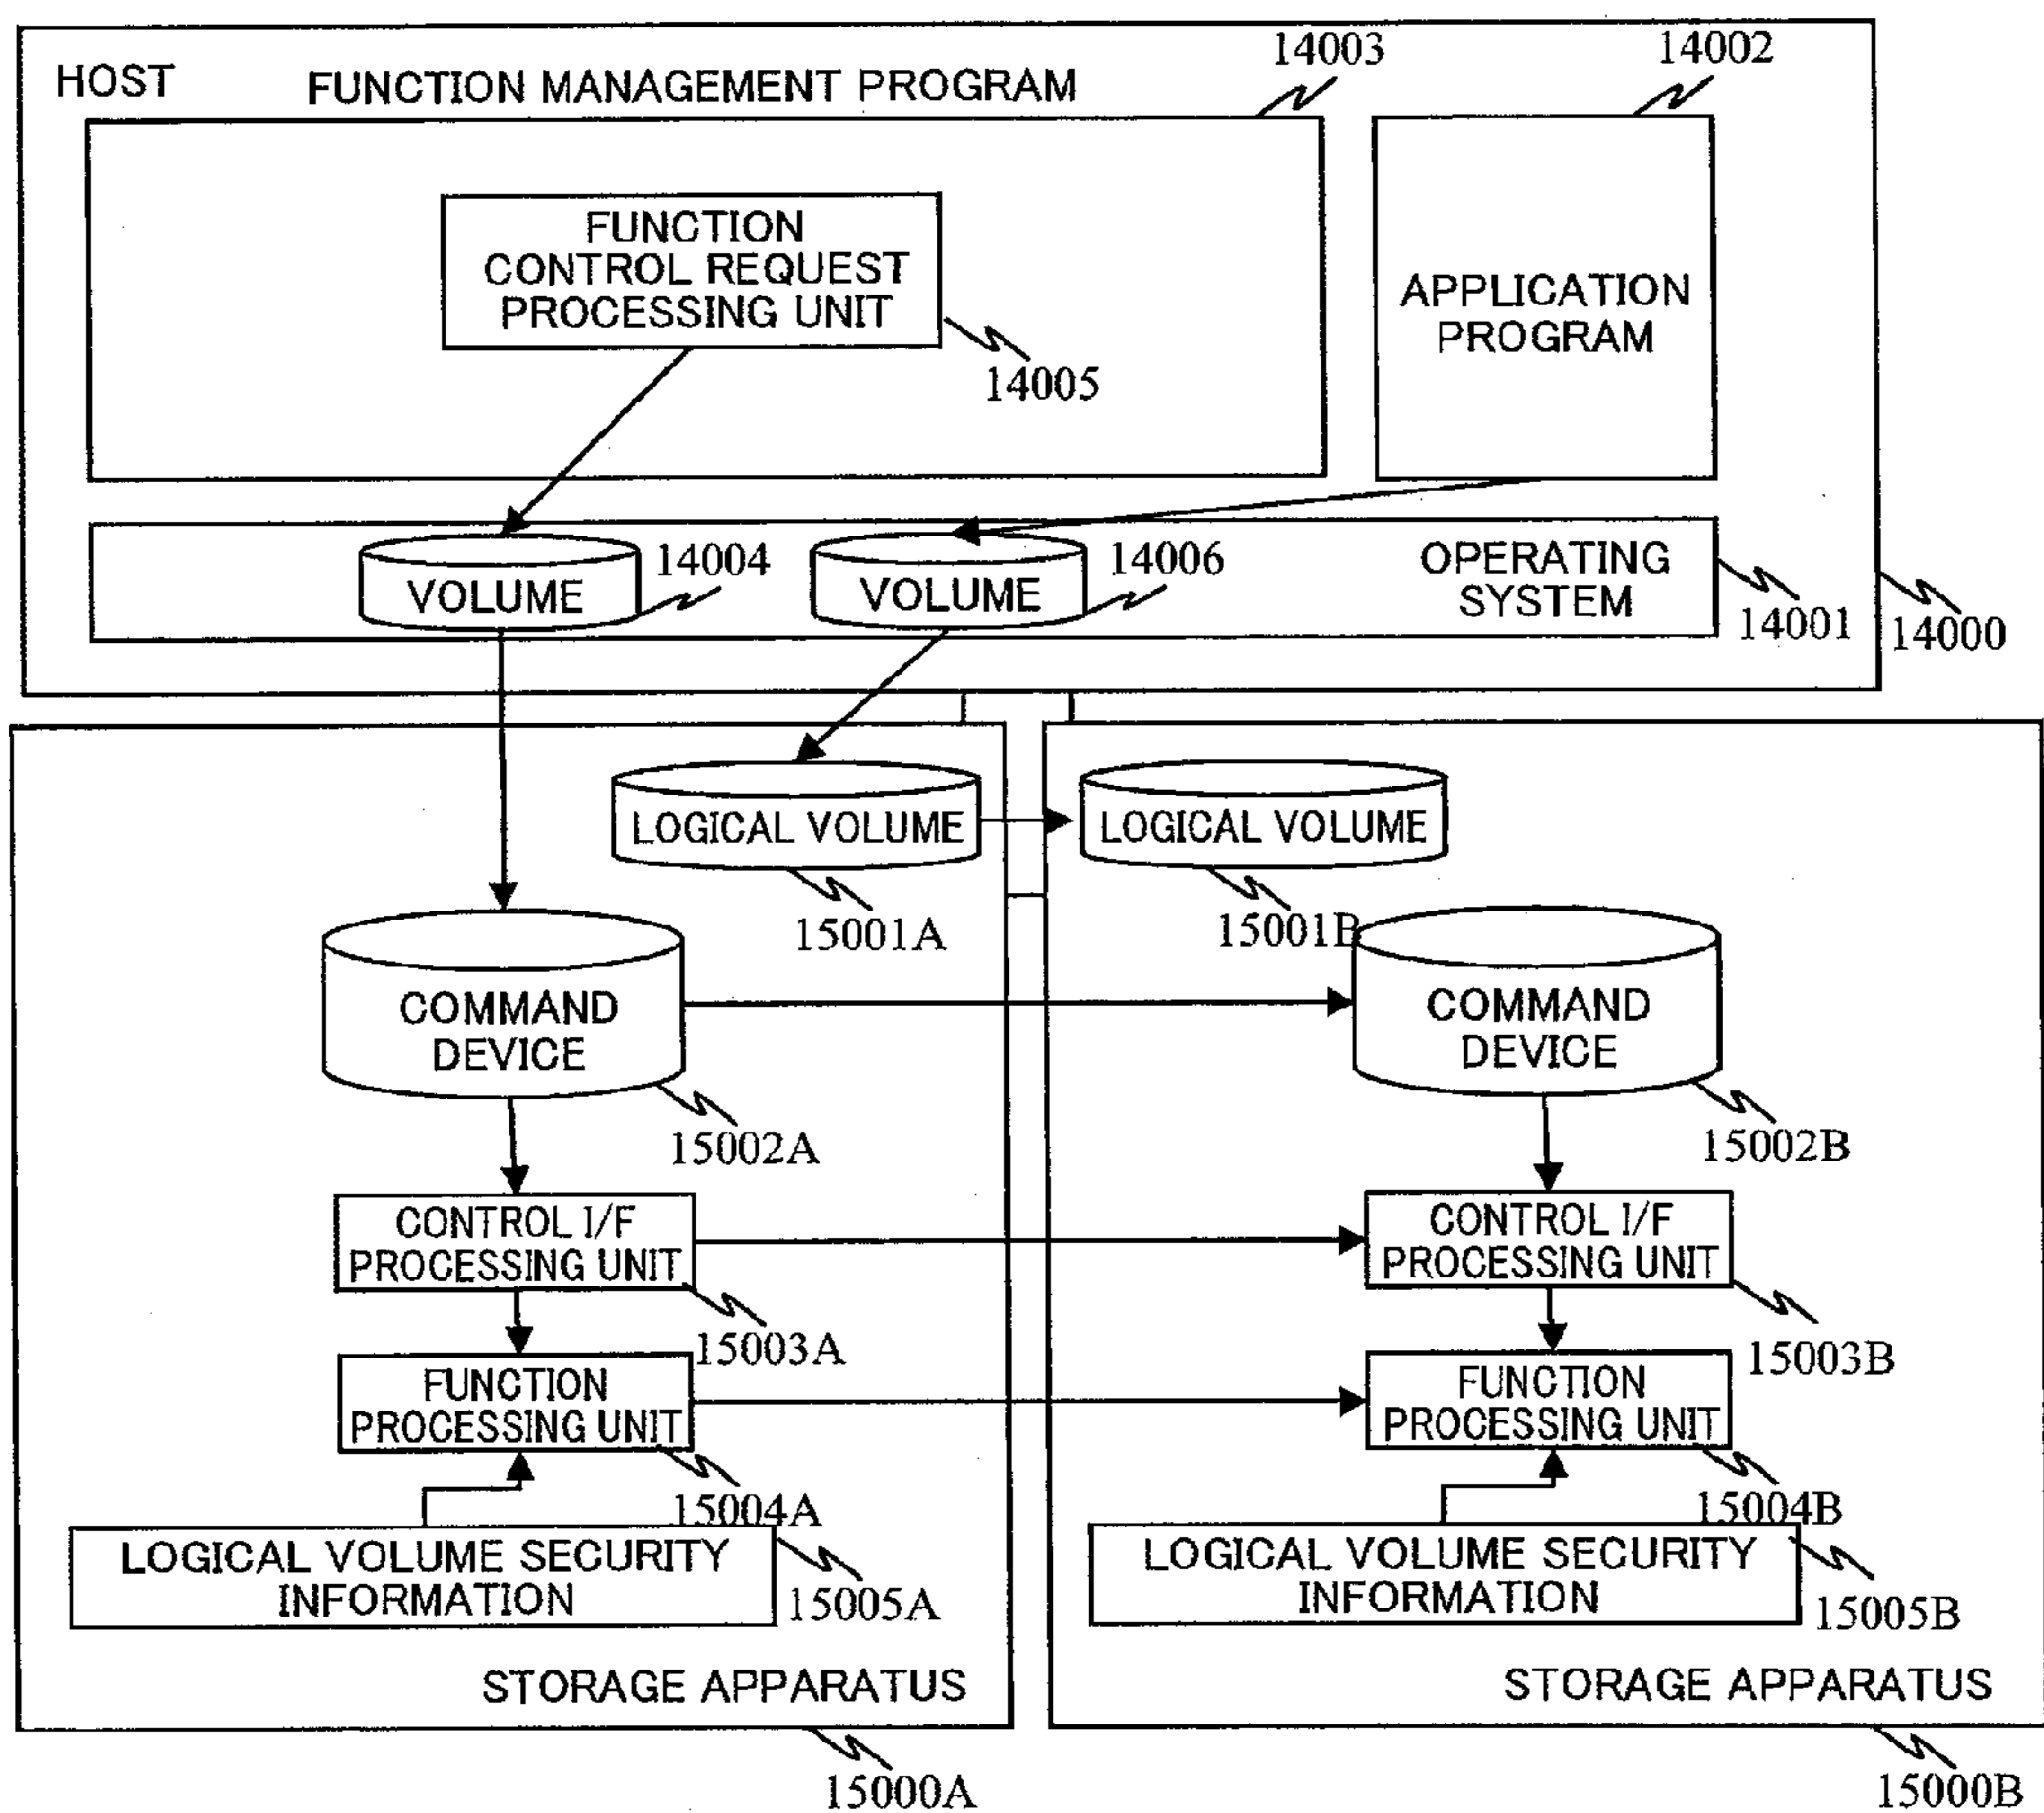 14003
14002
HOST
FUNCTION MANAGEMENT PROGRAM
FUNCTION
CONTROL REQUEST
PROCESSING UNIT
14005
APPLICATION
PROGRAM
VOLUME
14004
VOLUME
14006
OPERATING
SYSTEM
14001
14000
LOGICAL VOLUME
15001A
LOGICAL VOLUME
15001B
COMMAND
DEVICE
15002A
COMMAND
DEVICE
15002B
CONTROL I/F
PROCESSING UNIT
15003A
CONTROL I/F
PROCESSING UNIT
15003B
FUNCTION
PROCESSING UNIT
15004A
FUNCTION
PROCESSING UNIT
15004B
LOGICAL VOLUME SECURITY
INFORMATION
15005A
LOGICAL VOLUME SECURITY
INFORMATION
15005B
STORAGE APPARATUS
STORAGE APPARATUS
15000A
15000B